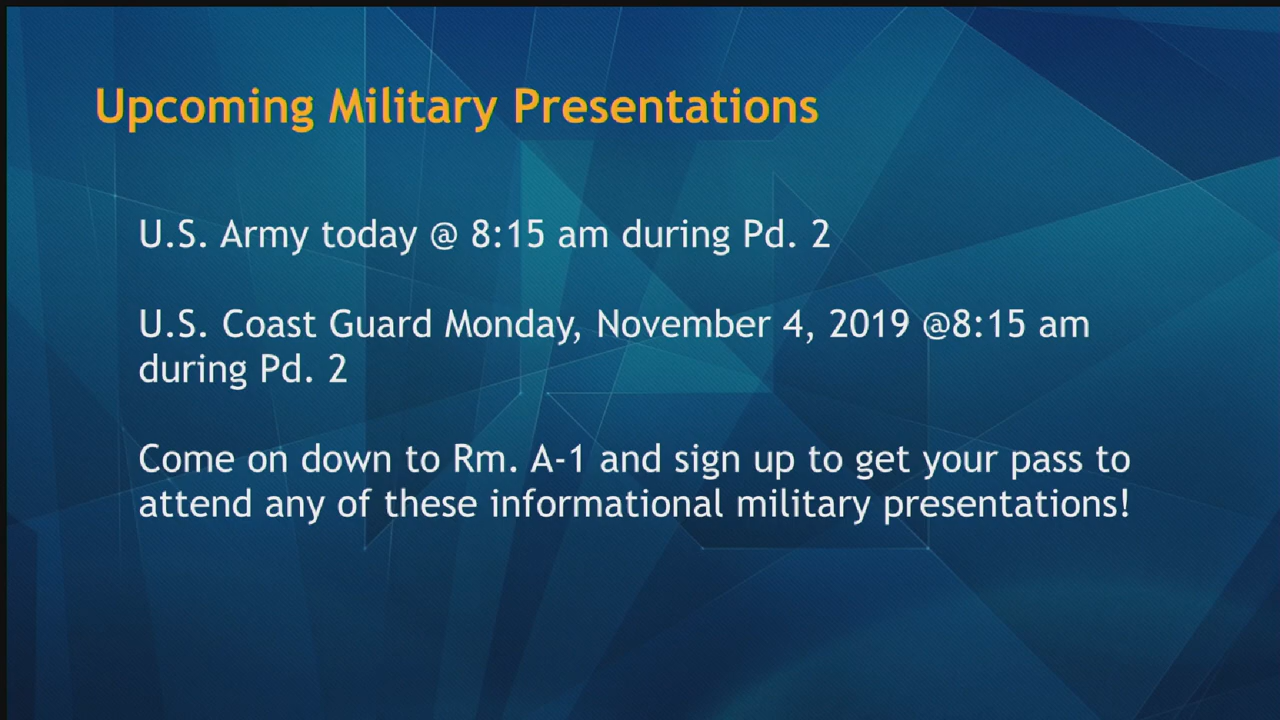 Upcoming Military Presentations
U.S. Army today @ 8:15 am during Pd. 2
U.S. Coast Guard Monday, November 4, 2019 @8:15 am
during Pd. 2
Come on down to Rm. A-1 and sign up to get your pass to
attend any of these informational military presentations!